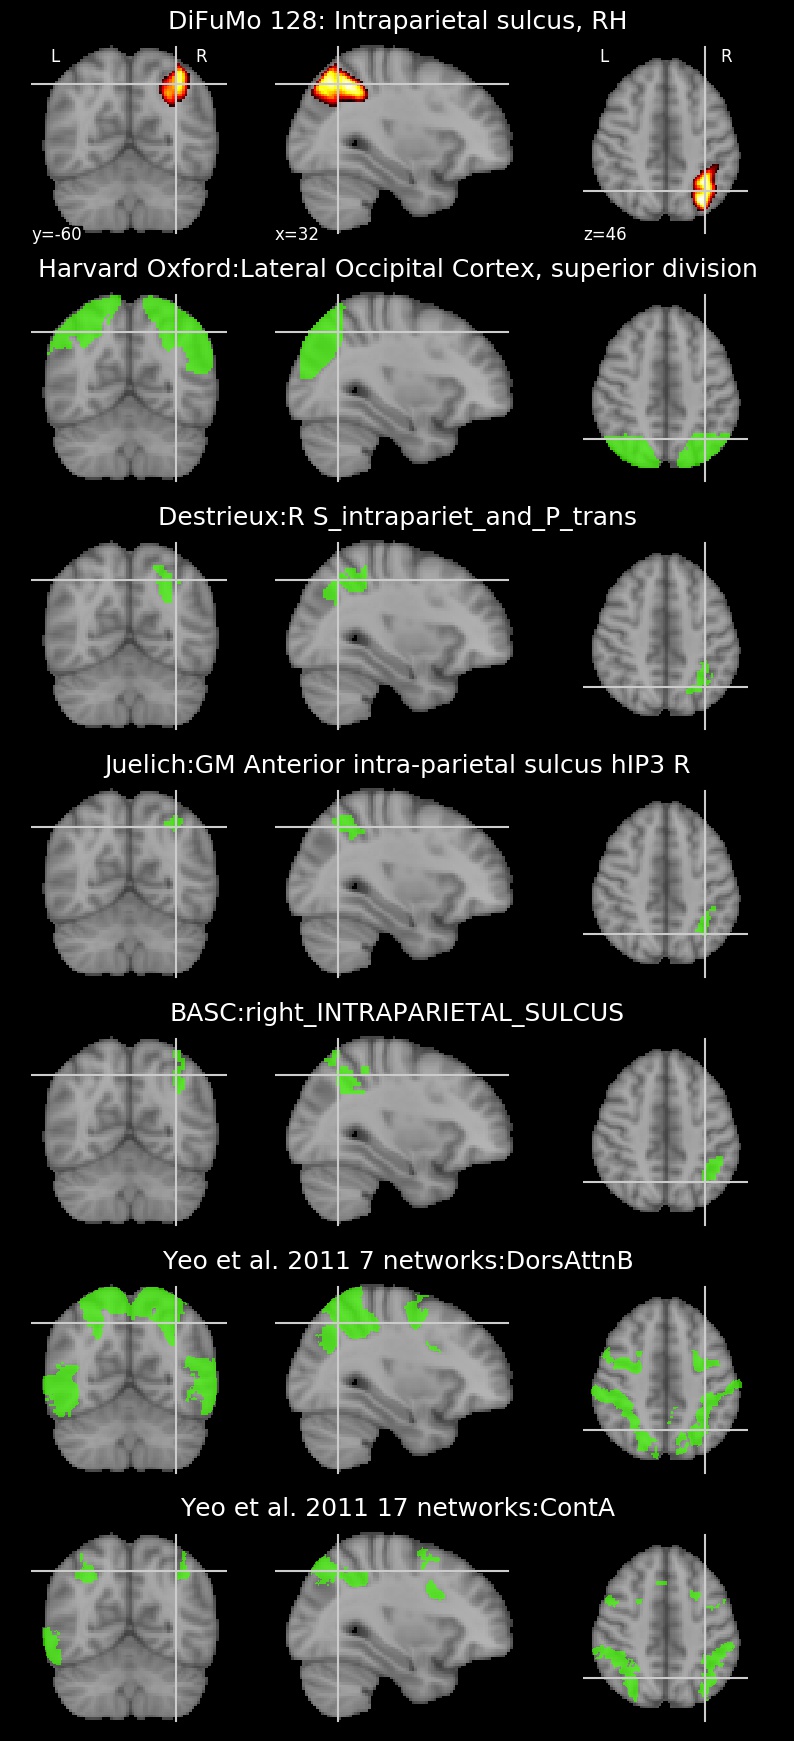 DiFuMo 128: Intraparietal sulcus, RH
L R L R
y=-60 x=32 z=46
Harvard Oxford:Lateral Occipital Cortex, superior division
Destrieux:R S_intrapariet_and_P_trans
Juelich:GM Anterior intra-parietal sulcus hIP3 R
BASC:right_INTRAPARIETAL_SULCUS
Yeo et al. 2011 7 networks:DorsAttnB
Yeo et al. 2011 17 networks:ContA